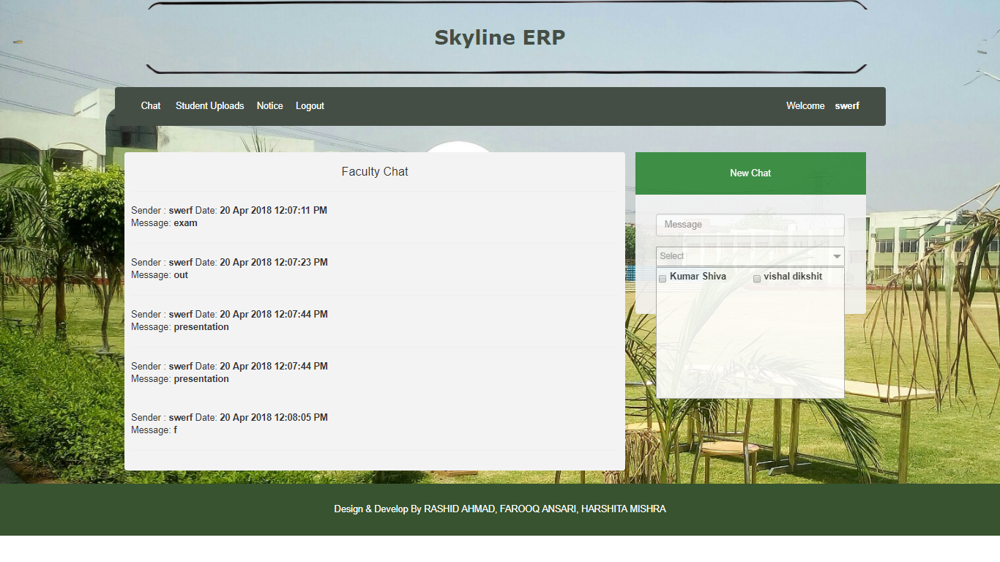 Skyline ERP
Chat Student Uploads Notice Logout Welcome swerf
Faculty Chat
Sender : swerf Date: 20 Apr 2018 12:07:11 PM
Message: exam
Sender : swerf Date: 20 Apr 2018 12:07:23 PM
Message: out
Sender : swerf Date: 20 Apr 2018 12:07:44 PM
Message: presentation
Sender : swerf Date: 20 Apr 2018 12:07:44 PM
Message: presentation
Sender : swerf Date: 20 Apr 2018 12:08:05 PM
Message: f
New Chat
Message
Select
Kumar Shiva vishal dikshit
Design & Develop By RASHID AHMAD, FAROOQ ANSARI, HARSHITA MISHRA